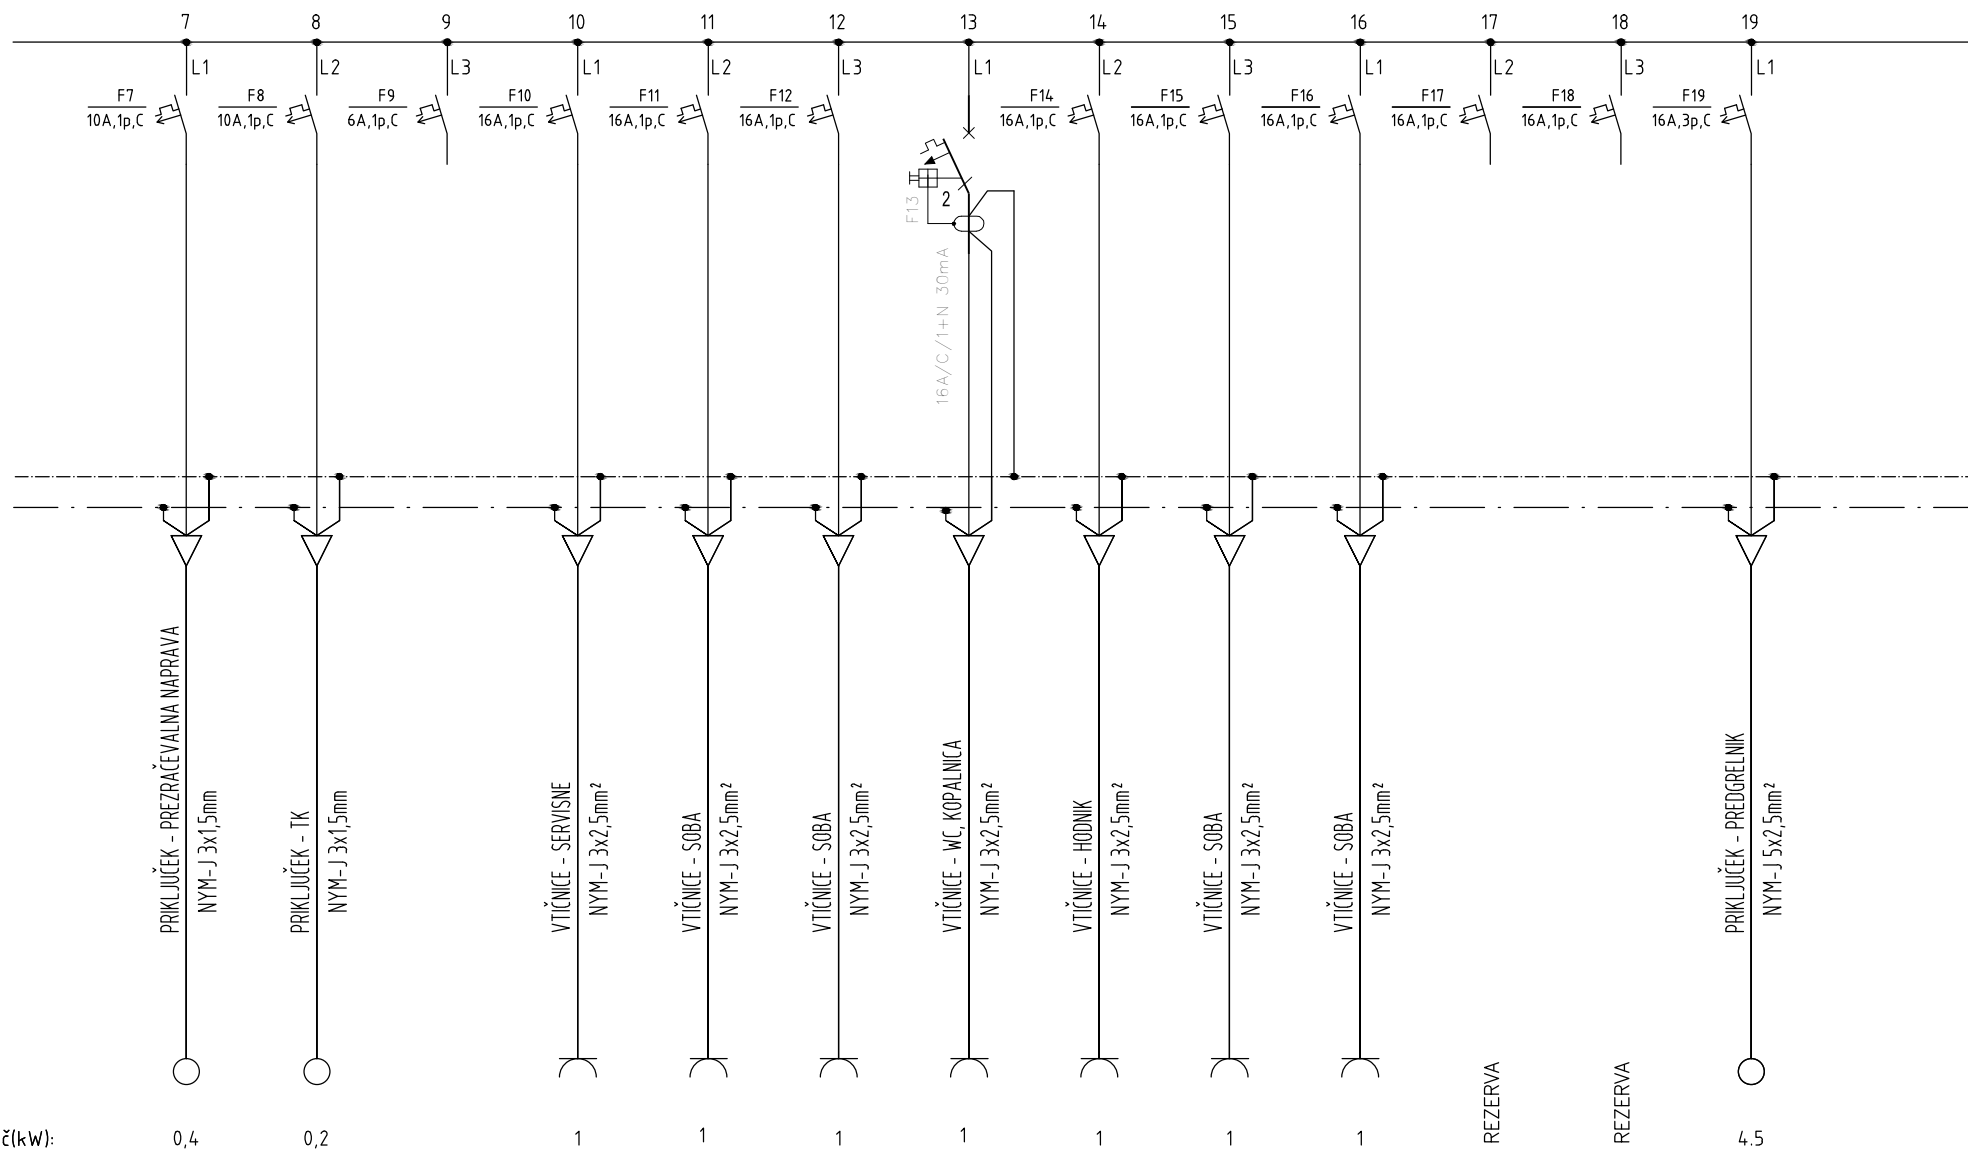 7 8 9 10 11 12 13 14 15 16 17 18 19
L1 L2 L3 L1 L2 L3 L1 L2 L3 L1 L2 L3 L1
F7
10A,1p,C
F8
10A,1p,C
F9
6A,1p,C
F10
16A,1p,C
F11
16A,1p,C
F12
16A,1p,C
F13
2
16A/C/1+N 30mA
F14
16A,1p,C
F15
16A,1p,C
F16
16A,1p,C
F17
16A,1p,C
F18
16A,1p,C
F19
16A,3p,C
PRIKLJUČEK - PREZRAČEVALNA NAPRAVA
NYM-J 3x1,5mm
PRIKLJUČEK - TK
NYM-J 3x1,5mm
VTIČNICE - SERVISNE
NYM-J 3x2,5mm²
VTIČNICE - SOBA
NYM-J 3x2,5mm²
VTIČNICE - SOBA
NYM-J 3x2,5mm²
VTIČNICE - WC, KOPALNICA
NYM-J 3x2,5mm²
VTIČNICE - HODNIK
NYM-J 3x2,5mm²
VTIČNICE - SOBA
NYM-J 3x2,5mm²
VTIČNICE - SOBA
NYM-J 3x2,5mm²
REZERVA
REZERVA
PRIKLJUČEK - PREDGRELNIK
NYM-J 5x2,5mm²
č(kW): 0,4 0,2 1 1 1 1 1 1 1 4.5